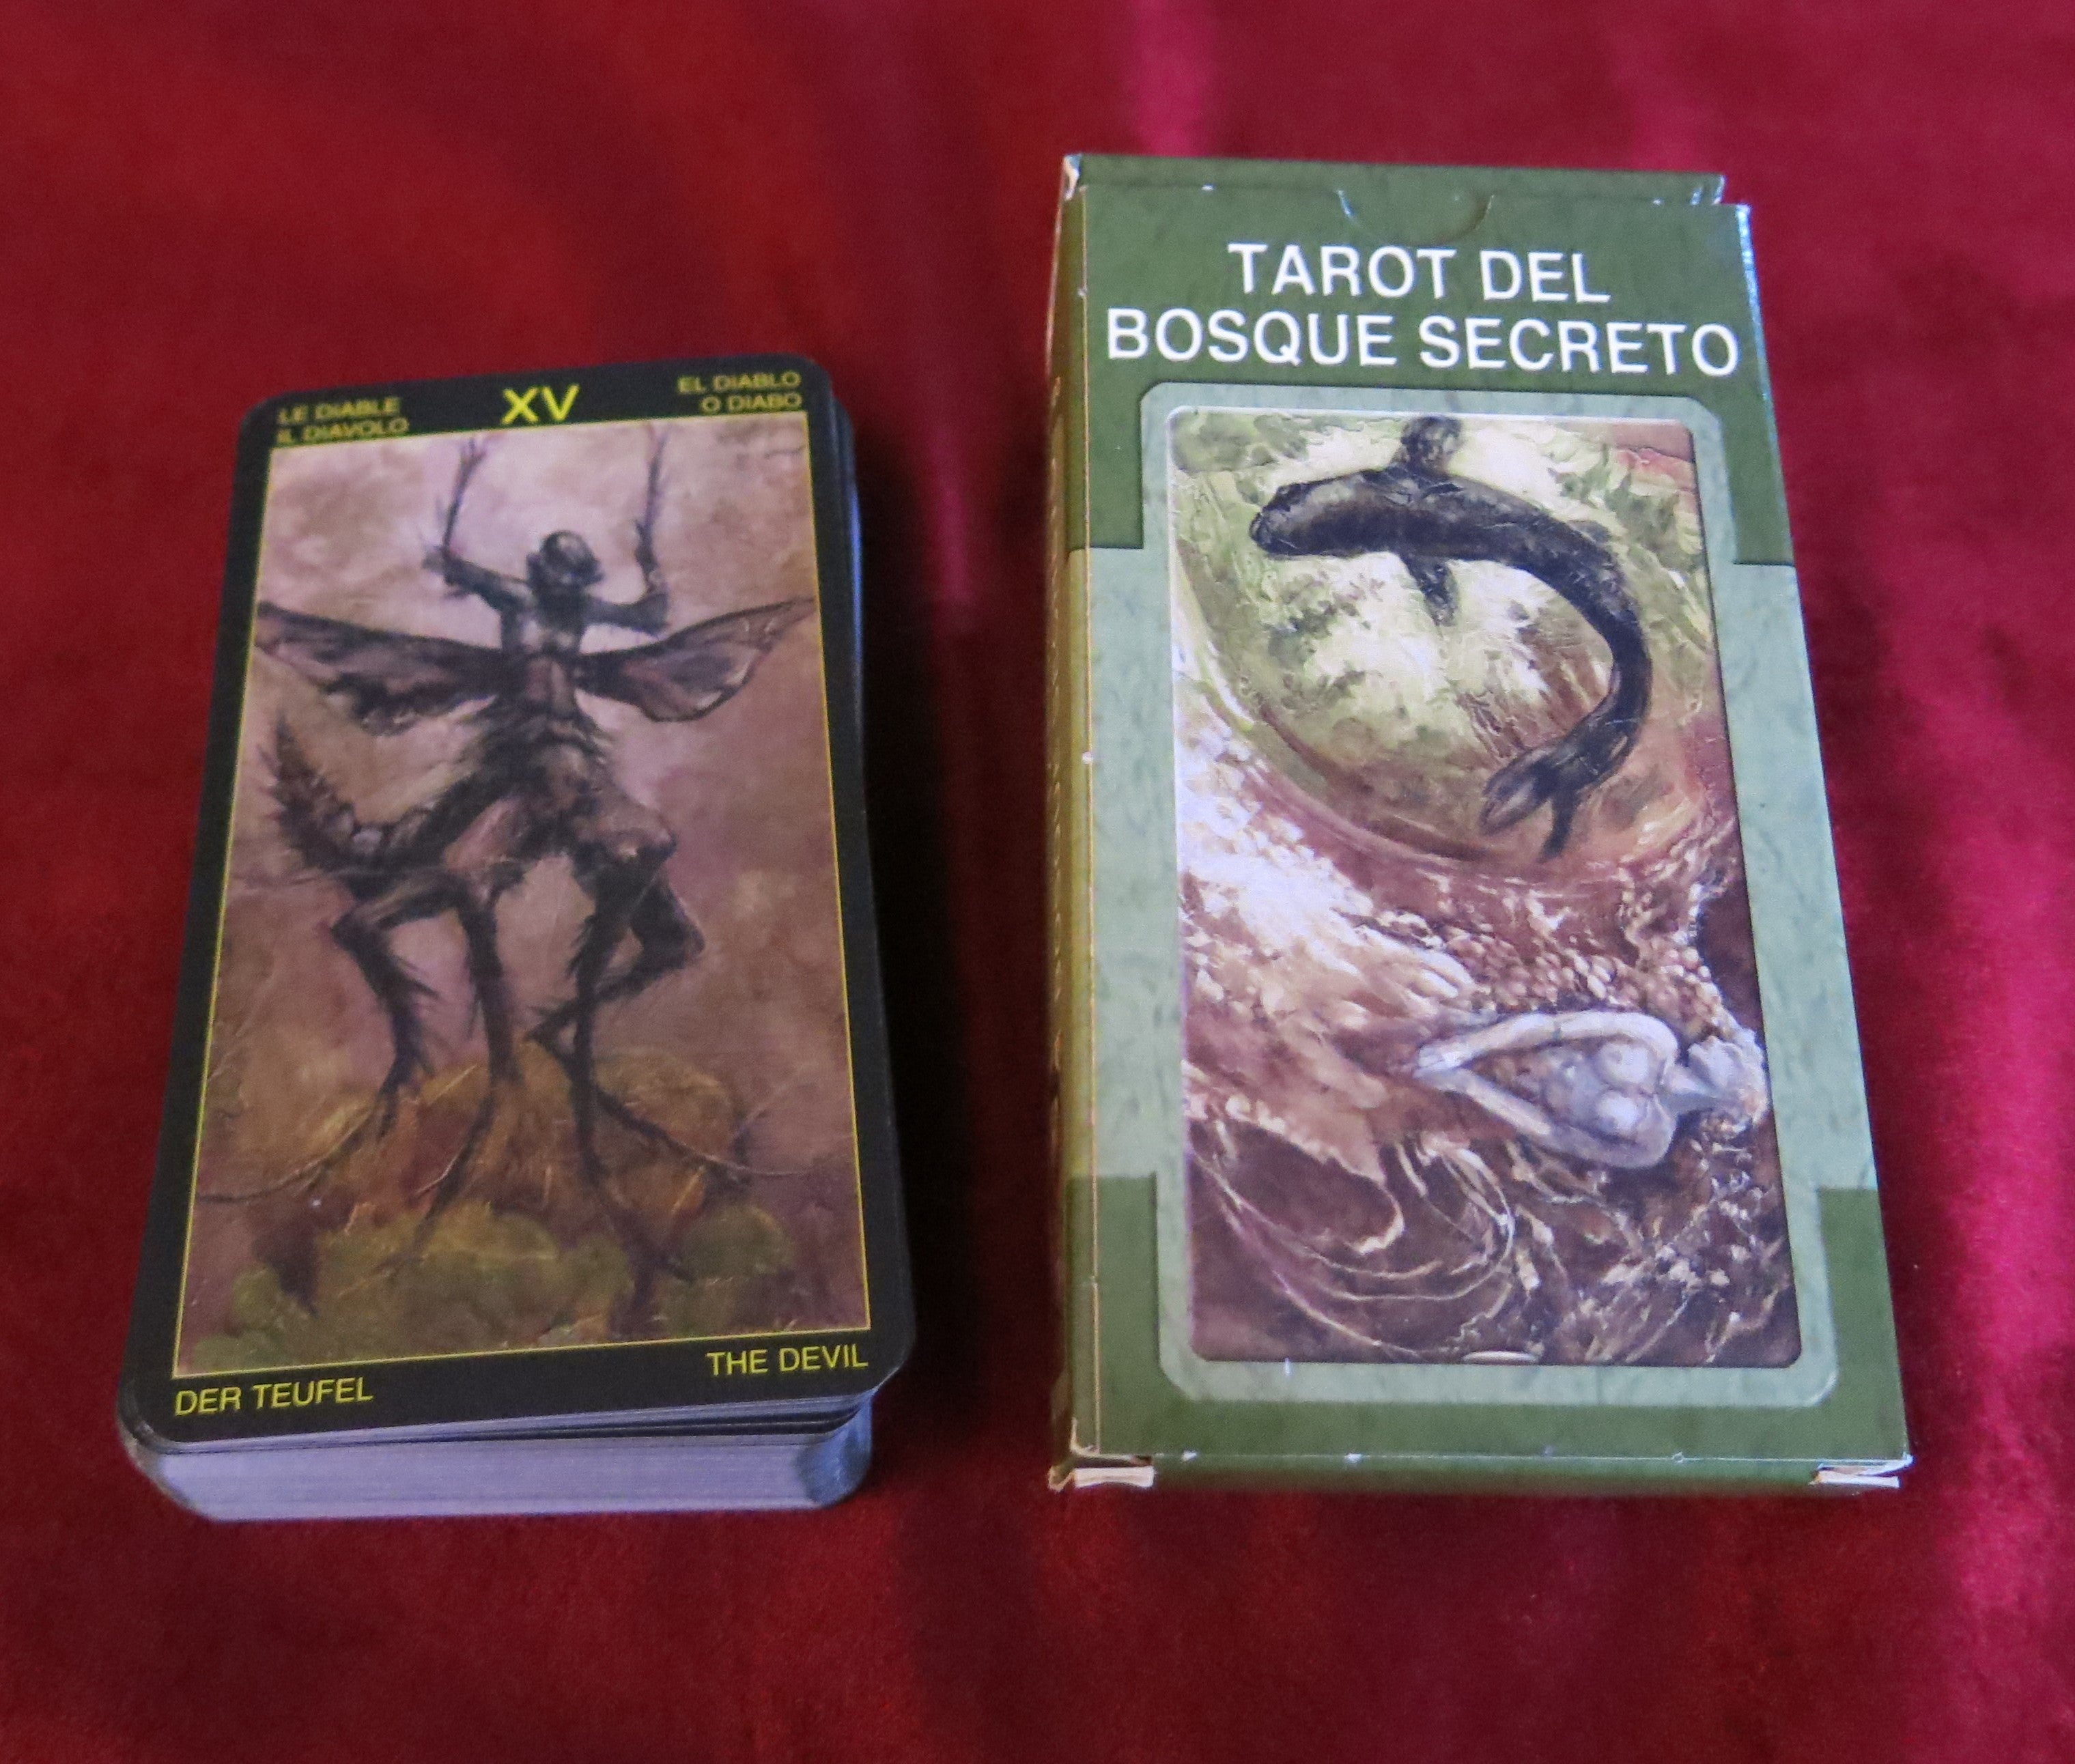 LE DIABLE
IL DIAVOLO
XV
EL DIABLO
O DIABO
DER TEUFEL
THE DEVIL
TAROT DEL
BOSQUE SECRETO